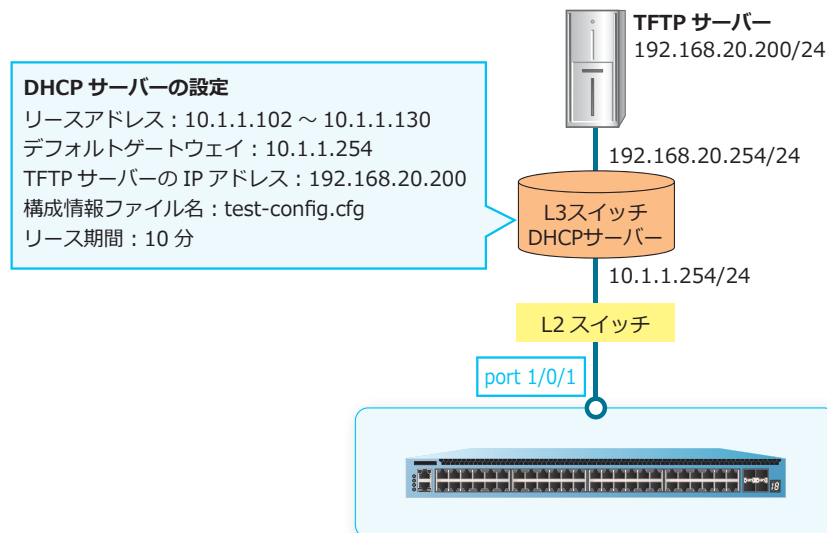 TFTP サーバー
192.168.20.200/24
DHCP サーバーの設定
リースアドレス：10.1.1.102 ～ 10.1.1.130
デフォルトゲートウェイ：10.1.1.254
TFTP サーバーの IP アドレス：192.168.20.200
構成情報ファイル名：test-config.cfg
リース期間：10 分
192.168.20.254/24
L3スイッチ
DHCPサーバー
10.1.1.254/24
L2 スイッチ
port 1/0/1
18